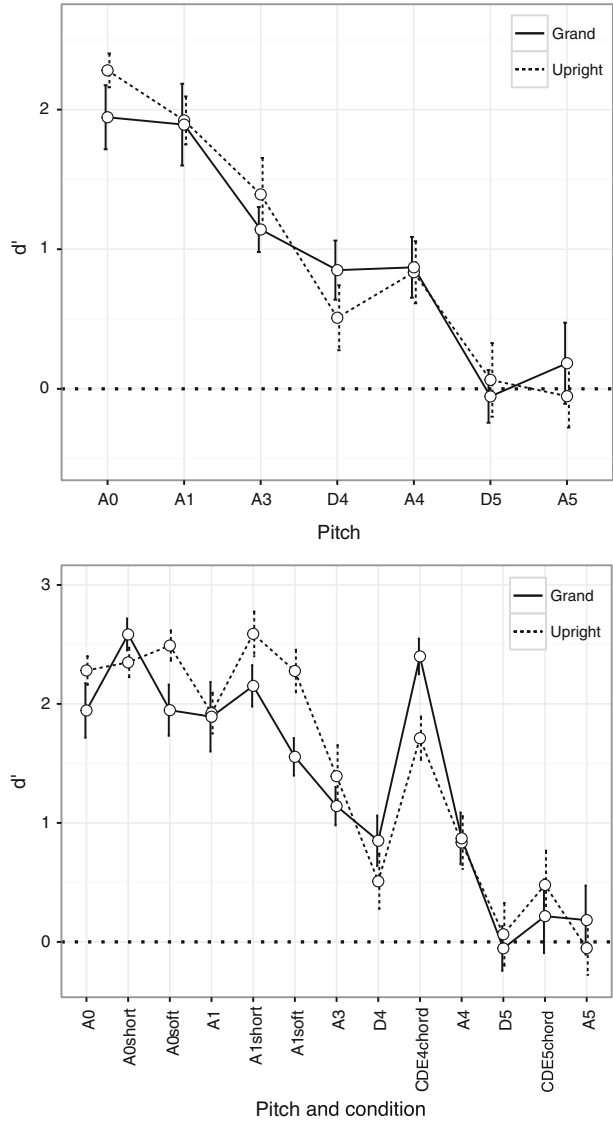 Grand
Upright
2
1
0
d'
A0 A1 A3 D4 A4 D5 A5
Pitch
Grand
Upright
3
2
1
0
d'
A0 A0short A0soft A1 A1short A1soft A3 D4 CDE4chord A4 D5 CDE5chord A5
Pitch and condition